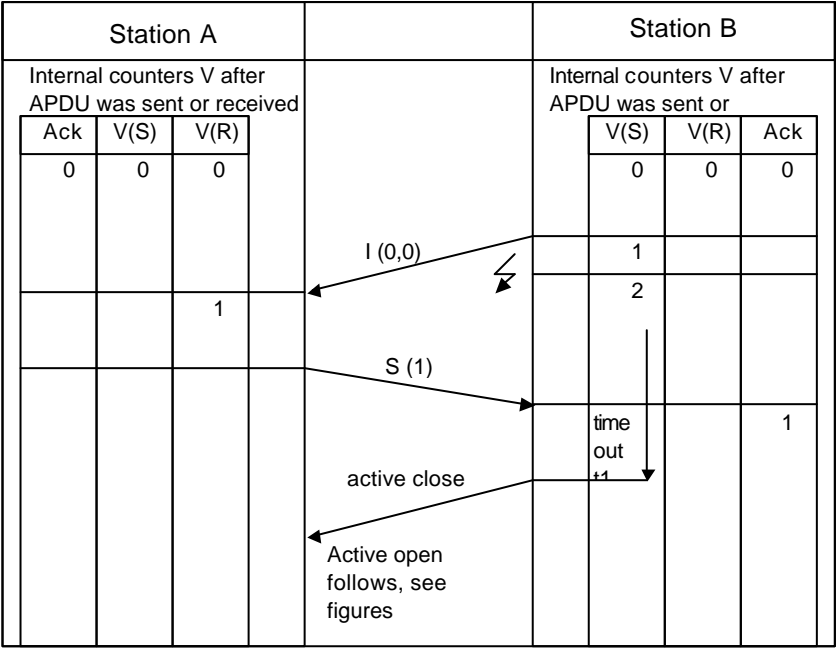 Station A
Station B
Internal counters V after
APDU was sent or received
Internal counters V after
APDU was sent or
Ack V(S) V(R)
V(S) V(R) Ack
0 0 0
0 0 0
I (0,0)
1
2
1
S (1)
time
out
t1
1
active close
Active open
follows, see
figures